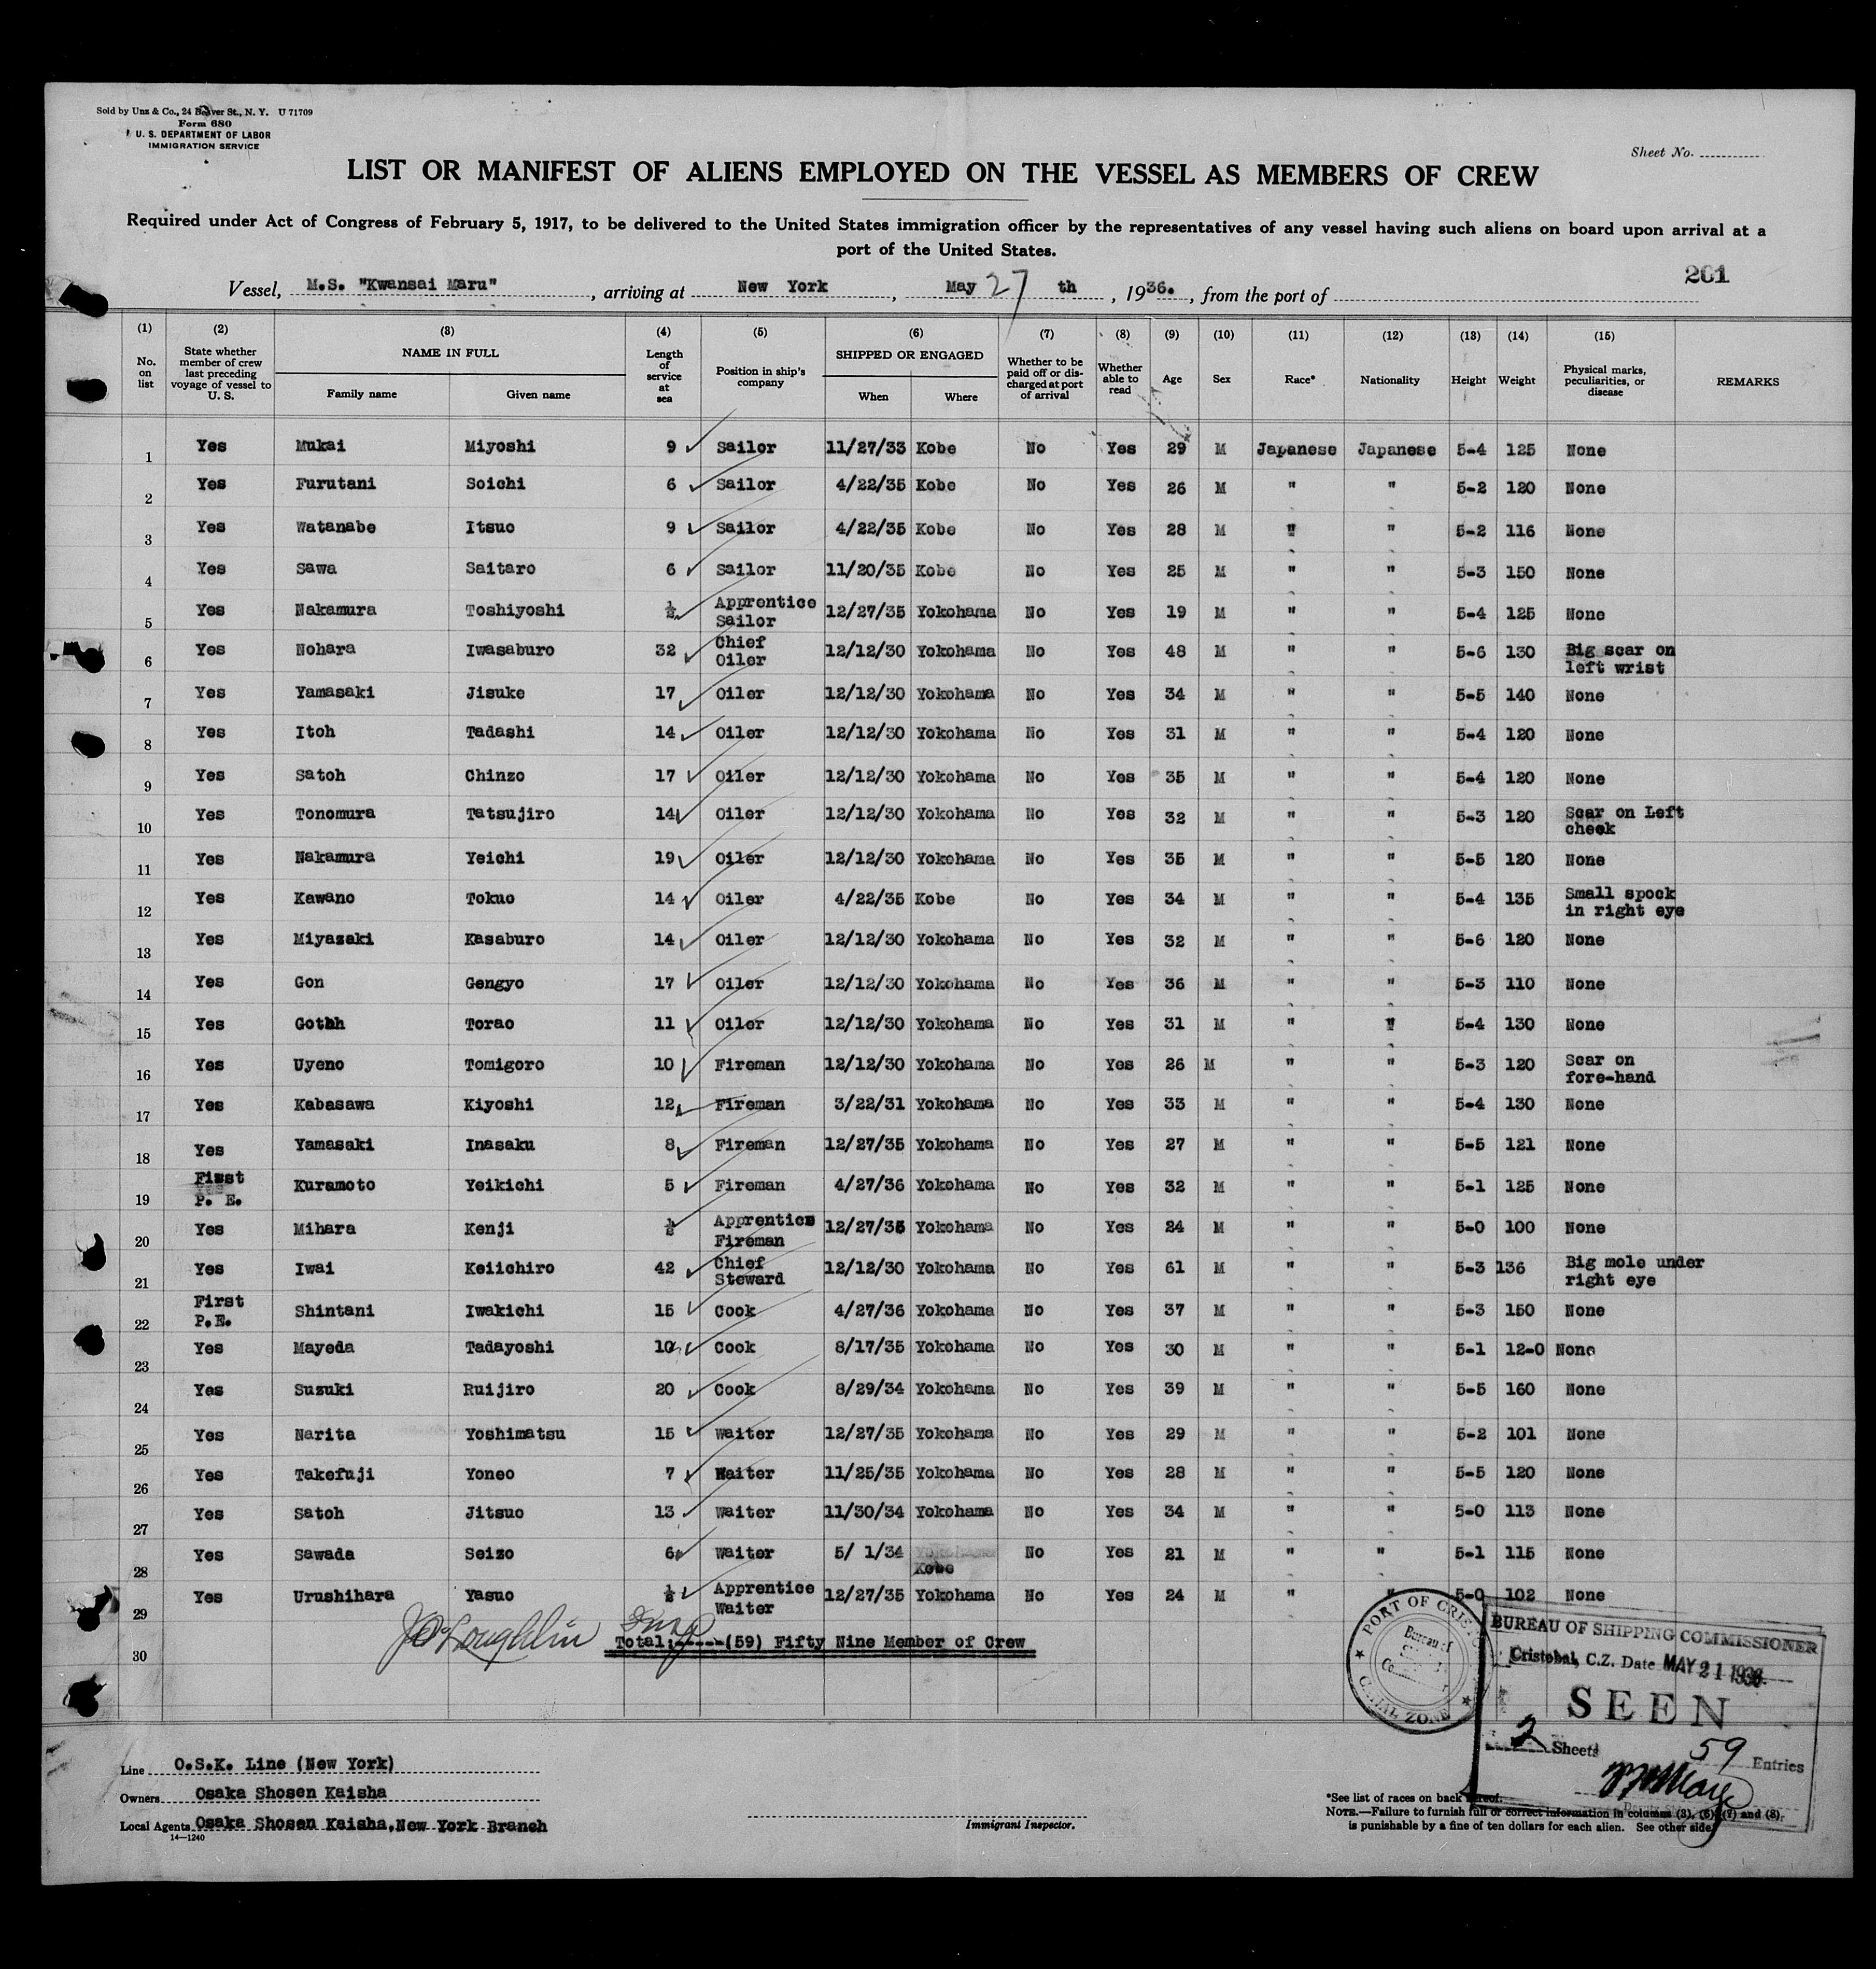 Sold by Unz & Co., 24 Beaver St., N. Y. U 71709
Form 680
U. S. DEPARTMENT OF LABOR
IMMIGRATION SERVICE
Sheet No.
LIST OR MANIFEST OF ALIENS EMPLOYED ON THE VESSEL AS MEMBERS OF CREW
Required under Act of Congress of February 5, 1917, to be delivered to the United States immigration officer by the representatives of any vessel having such aliens on board upon arrival at a
port of the United States.
201
Vessel, M.S. "Kwansai Maru", arriving at New York, May 27 th, 1936., from the port of
(1) (2) (3) (4) (5) (6) (7) (8) (9) (10) (11) (12) (13) (14) (15)
No. on list State whether member of crew last preceding voyage of vessel to U. S. NAME IN FULL Family name Given name Length of service at sea Position in ship's company SHIPPED OR ENGAGED When Where Whether to be paid off or discharged at port of arrival Whether able to read Age Sex Race* Nationality Height Weight Physical marks, peculiarities, or disease REMARKS
1 Yes Mukai Miyoshi 9 Sailor 11/27/33 Kobe No Yes 29 M Japanese Japanese 5-4 125 None
2 Yes Furutani Soichi 6 Sailor 4/22/35 Kobe No Yes 26 M " " 5-2 120 None
3 Yes Watanabe Itsuo 9 Sailor 4/22/35 Kobe No Yes 28 M " " 5-2 116 None
4 Yes Sawa Saitaro 6 Sailor 11/20/35 Kobe No Yes 25 M " " 5-3 150 None
5 Yes Nakamura Toshiyoshi ½ Apprentice Sailor 12/27/35 Yokohama No Yes 19 M " " 5-4 125 None
6 Yes Nohara Iwasaburo 32 Chief Oiler 12/12/30 Yokohama No Yes 48 M " " 5-6 130 Big scar on left wrist
7 Yes Yamasaki Jisuke 17 Oiler 12/12/30 Yokohama No Yes 34 M " " 5-5 140 None
8 Yes Itoh Tadashi 14 Oiler 12/12/30 Yokohama No Yes 31 M " " 5-4 120 None
9 Yes Satoh Chinzo 17 Oiler 12/12/30 Yokohama No Yes 35 M " " 5-4 120 None
10 Yes Tonomura Tatsujiro 14 Oiler 12/12/30 Yokohama No Yes 32 M " " 5-3 120 Scar on Left cheek
11 Yes Nakamura Yeichi 19 Oiler 12/12/30 Yokohama No Yes 35 M " " 5-5 120 None
12 Yes Kawano Tokuo 14 Oiler 4/22/35 Kobe No Yes 34 M " " 5-4 135 Small spock in right eye
13 Yes Miyazaki Kasaburo 14 Oiler 12/12/30 Yokohama No Yes 32 M " " 5-6 120 None
14 Yes Gon Gengyo 17 Oiler 12/12/30 Yokohama No Yes 36 M " " 5-3 110 None
15 Yes Gotoh Torao 11 Oiler 12/12/30 Yokohama No Yes 31 M " " 5-4 130 None
16 Yes Uyeno Tomigoro 10 Fireman 12/12/30 Yokohama No Yes 26 M " " 5-3 120 Scar on fore-hand
17 Yes Kabasawa Kiyoshi 12 Fireman 3/22/31 Yokohama No Yes 33 M " " 5-4 130 None
18 Yes Yamasaki Inasaku 8 Fireman 12/27/35 Yokohama No Yes 27 M " " 5-5 121 None
19 First P. E. Kuramoto Yeikichi 5 Fireman 4/27/36 Yokohama No Yes 32 M " " 5-1 125 None
20 Yes Mihara Kenji ½ Apprentice Fireman 12/27/35 Yokohama No Yes 24 M " " 5-0 100 None
21 Yes Iwai Keiichiro 42 Chief Steward 12/12/30 Yokohama No Yes 61 M " " 5-3 136 Big mole under right eye
22 First P.E. Shintani Iwakichi 15 Cook 4/27/36 Yokohama No Yes 37 M " " 5-3 150 None
23 Yes Mayeda Tadayoshi 10 Cook 8/17/35 Yokohama No Yes 30 M " " 5-1 12-0 None
24 Yes Suzuki Ruijiro 20 Cook 8/29/34 Yokohama No Yes 39 M " " 5-5 160 None
25 Yes Narita Yoshimatsu 15 Waiter 12/27/35 Yokohama No Yes 29 M " " 5-2 101 None
26 Yes Takefuji Yoneo 7 Waiter 11/25/35 Yokohama No Yes 28 M " " 5-5 120 None
27 Yes Satoh Jitsuo 13 Waiter 11/30/34 Yokohama No Yes 34 M " " 5-0 113 None
28 Yes Sawada Seizo 6 Waiter 5/ 1/34 Kobe No Yes 21 M " " 5-1 115 None
29 Yes Urushihara Yasuo ½ Apprentice Waiter 12/27/35 Yokohama No Yes 24 M " " 5-0 102 None
30 Total;-----(59) Fifty Nine Member of Crew
PORT OF CRISTOBAL
CANAL ZONE
BUREAU OF SHIPPING COMMISSIONER
Cristobal, C.Z. Date MAY 21 1936
SEEN
2 Sheets 59 Entries
Line O.S.K. Line (New York)
Owners Osaka Shosen Kaisha
Local Agents Osaka Shosen Kaisha, New York Branch
14—1240
Immigrant Inspector.
*See list of races on back hereof.
NOTE.—Failure to furnish full or correct information in columns (3), (6), (7) and (8).
is punishable by a fine of ten dollars for each alien. See other side.